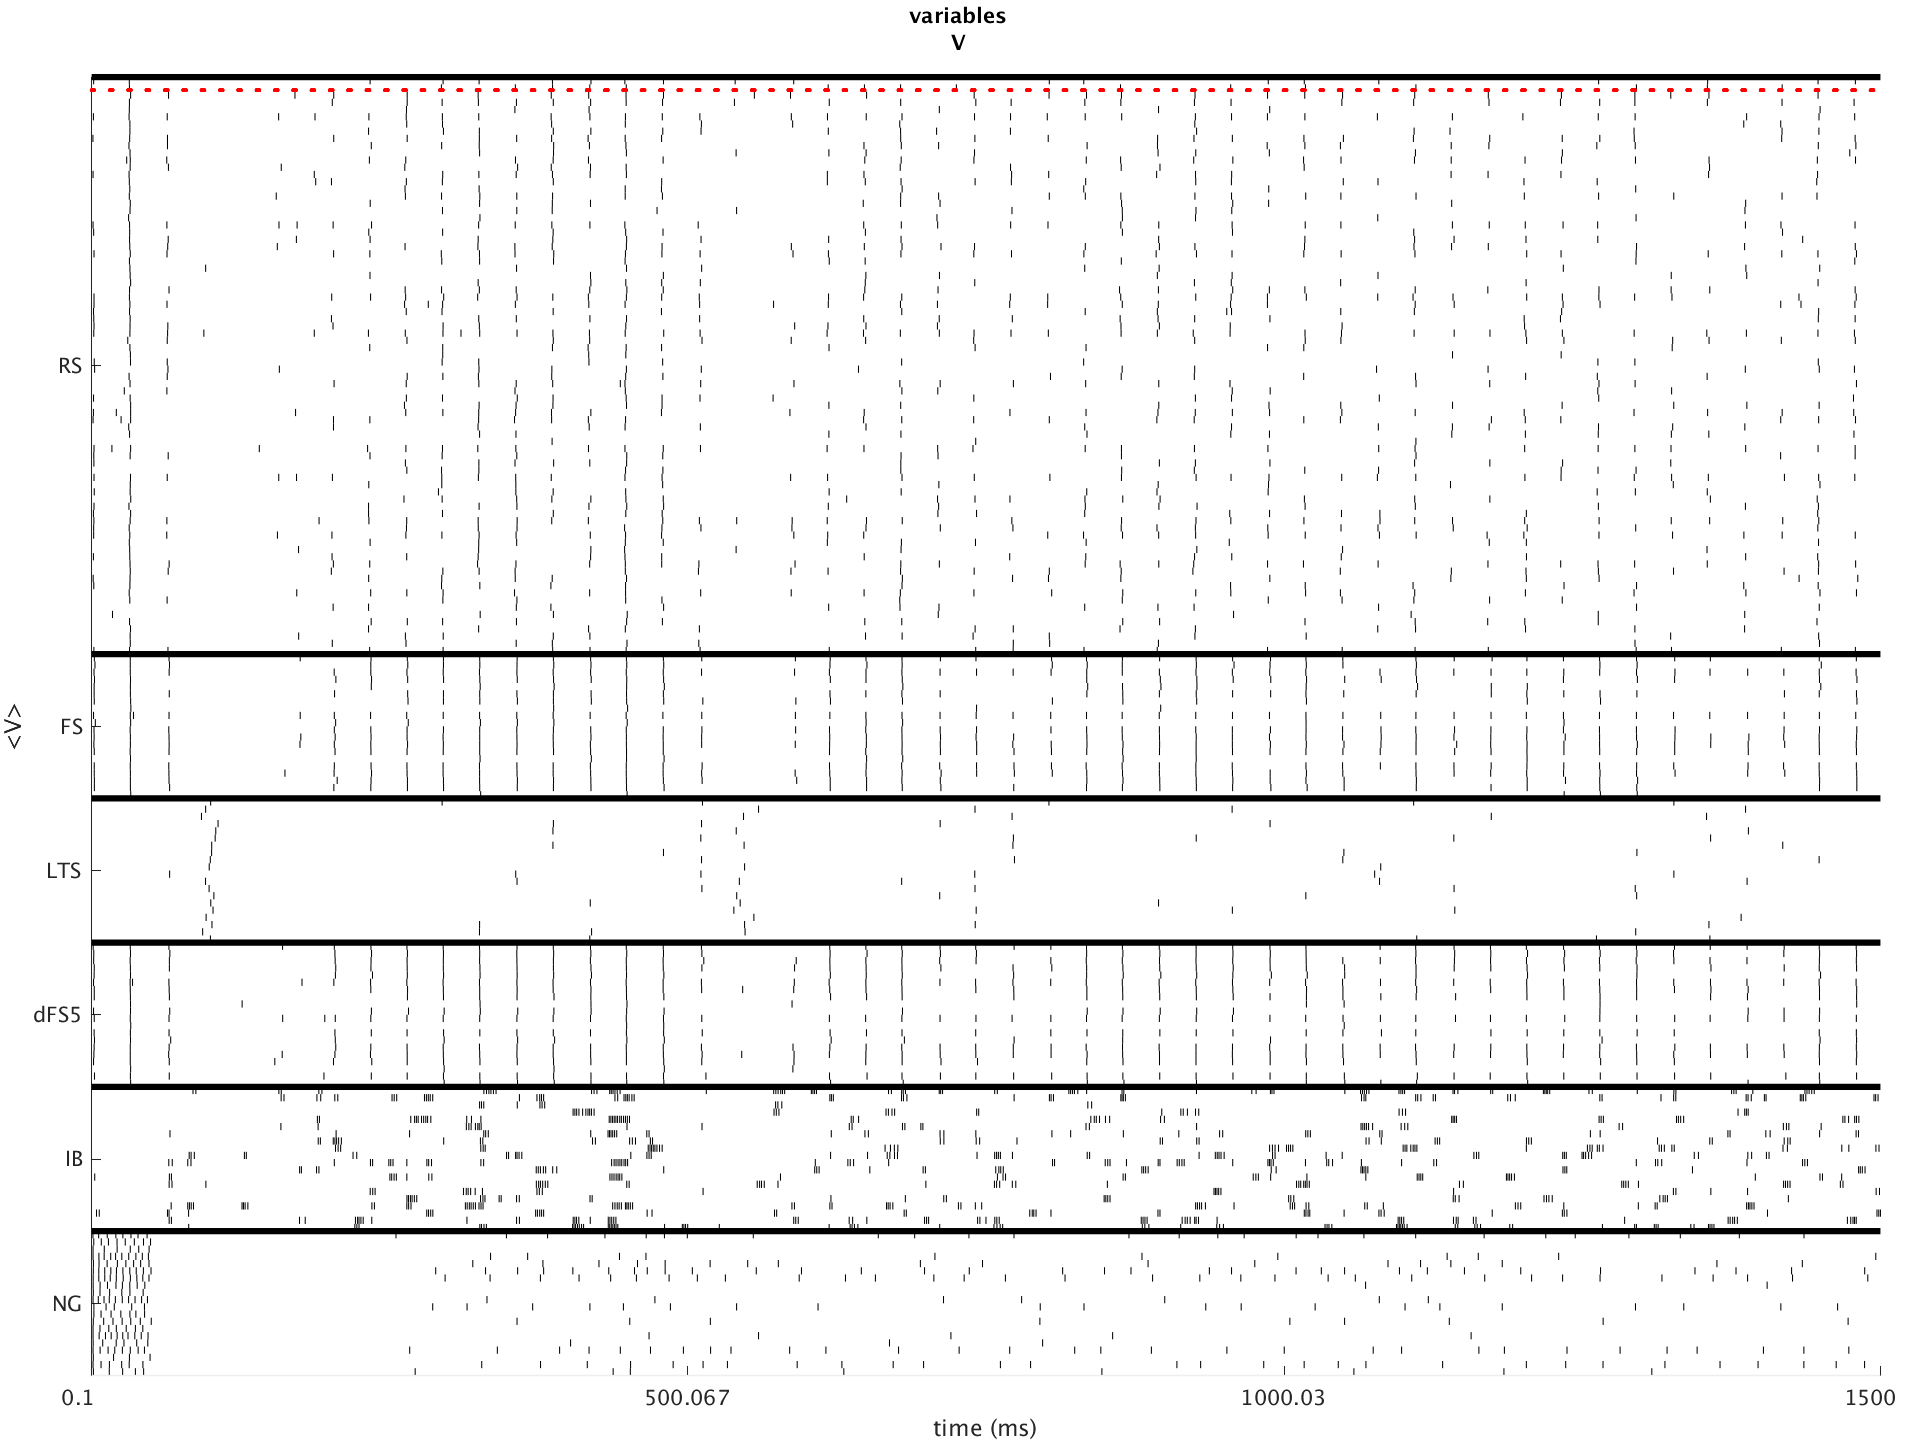 variables
V
RS
FS
<V>
LTS
dFS5
IB
NG
0.1
500.067
1000.03
1500
time (ms)